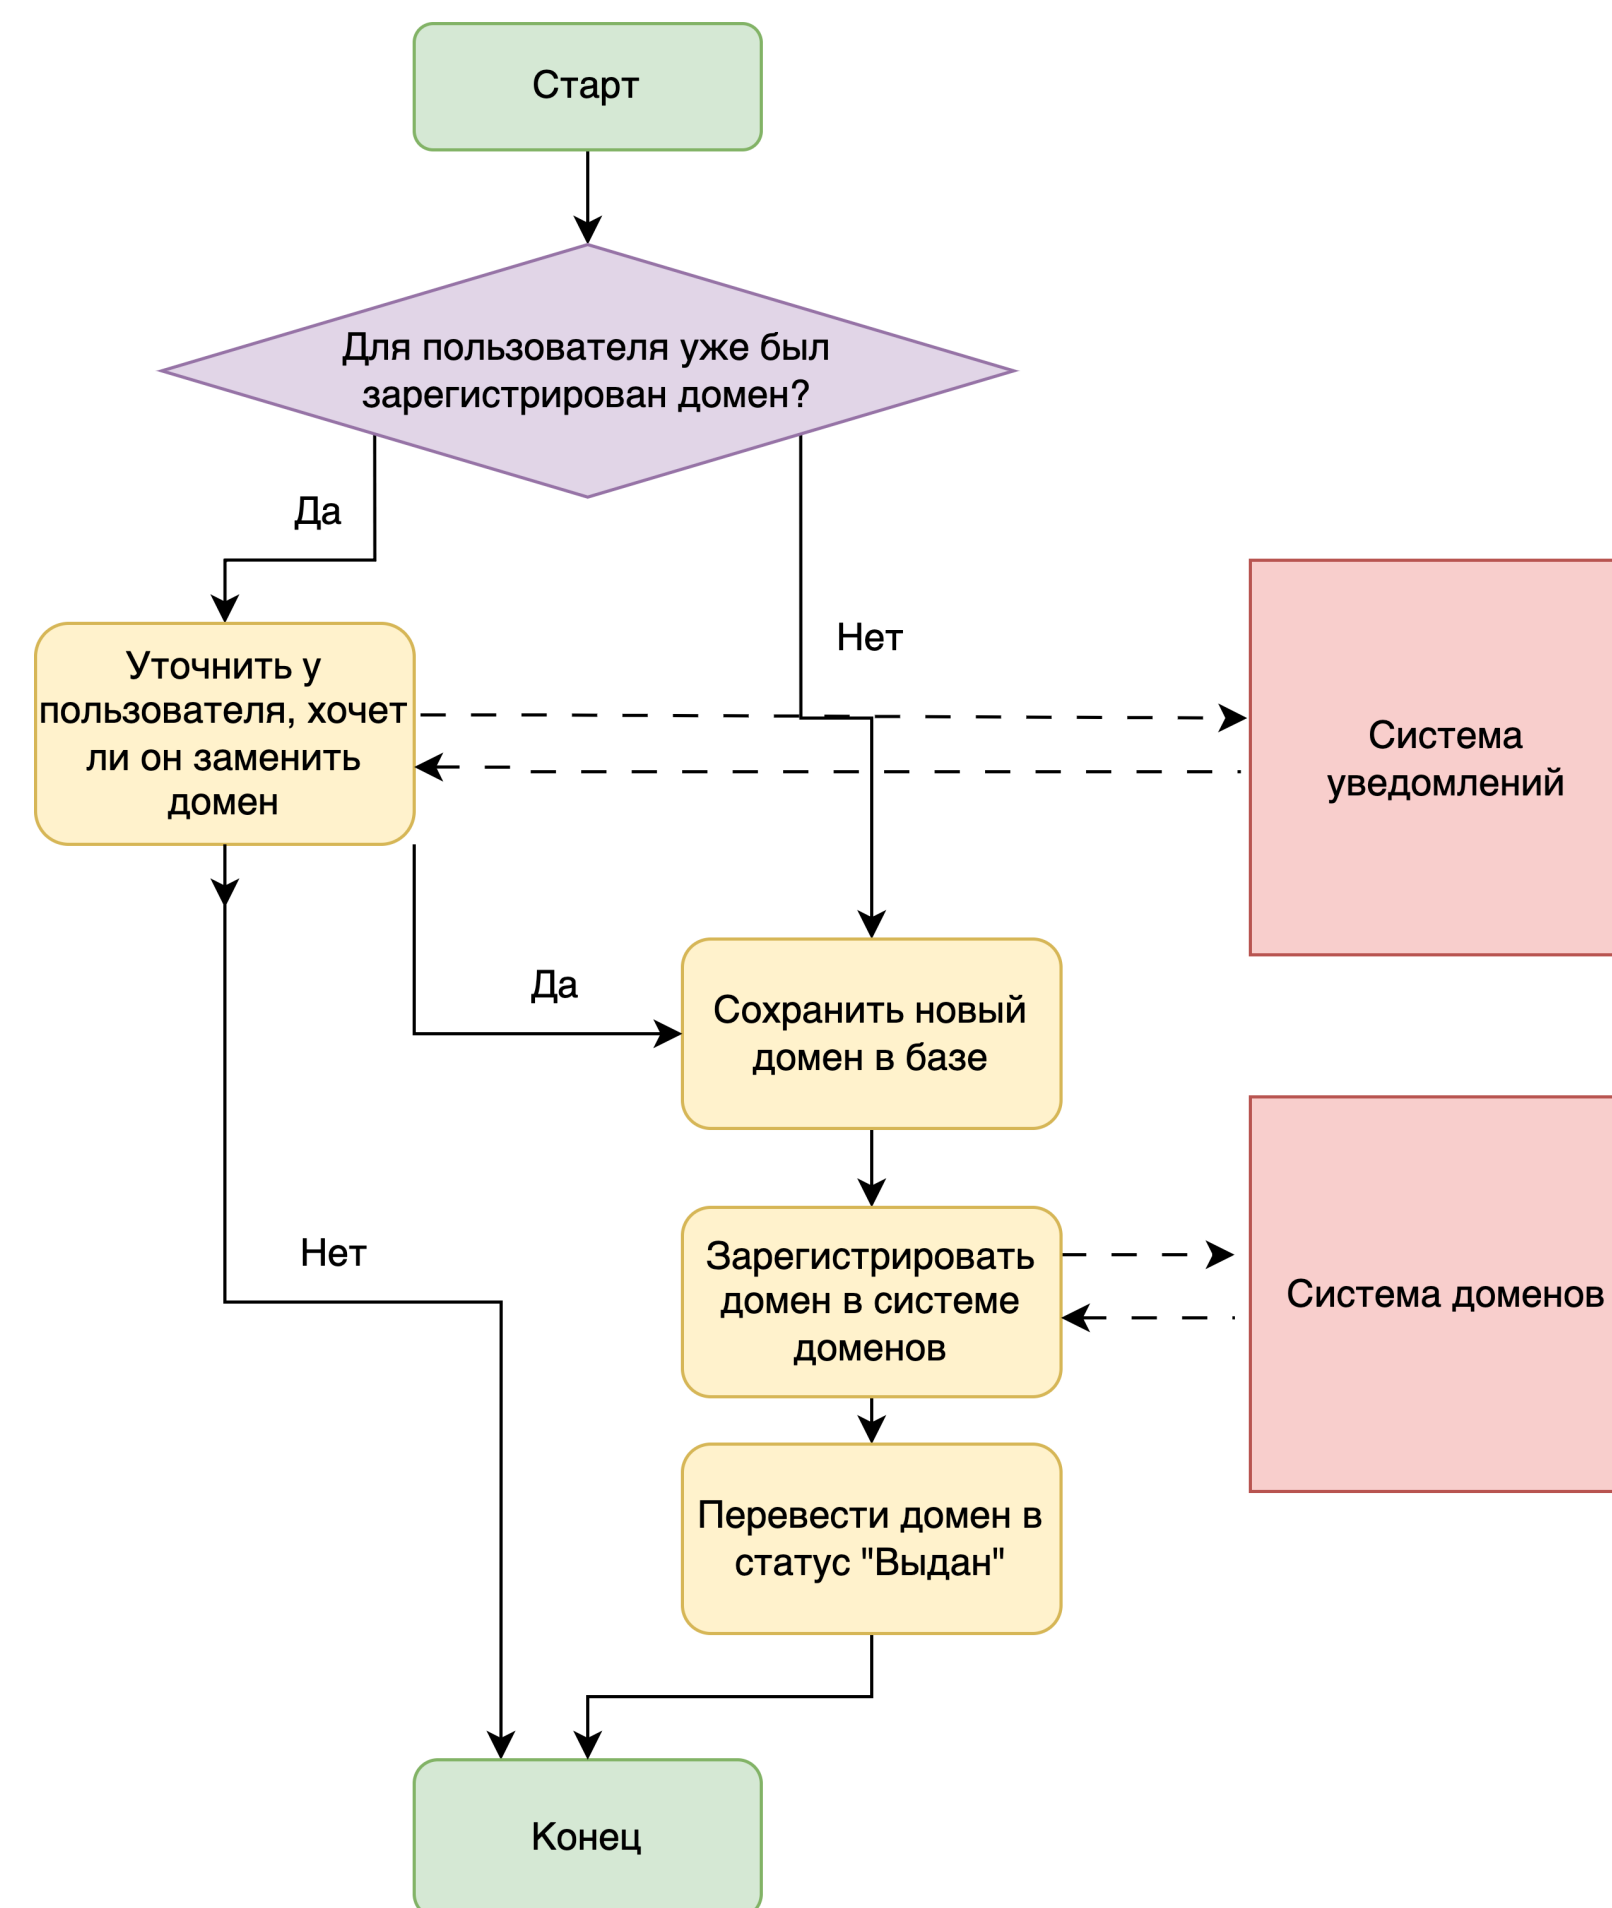 Старт
Для пользователя уже был
зарегистрирован домен?
Да
Нет
Уточнить у
пользователя, хочет
ли он заменить
домен
Система
уведомлений
Да
Сохранить новый
домен в базе
Нет
Зарегистрировать
домен в системе
доменов
Система доменов
Перевести домен в
статус "Выдан"
Конец